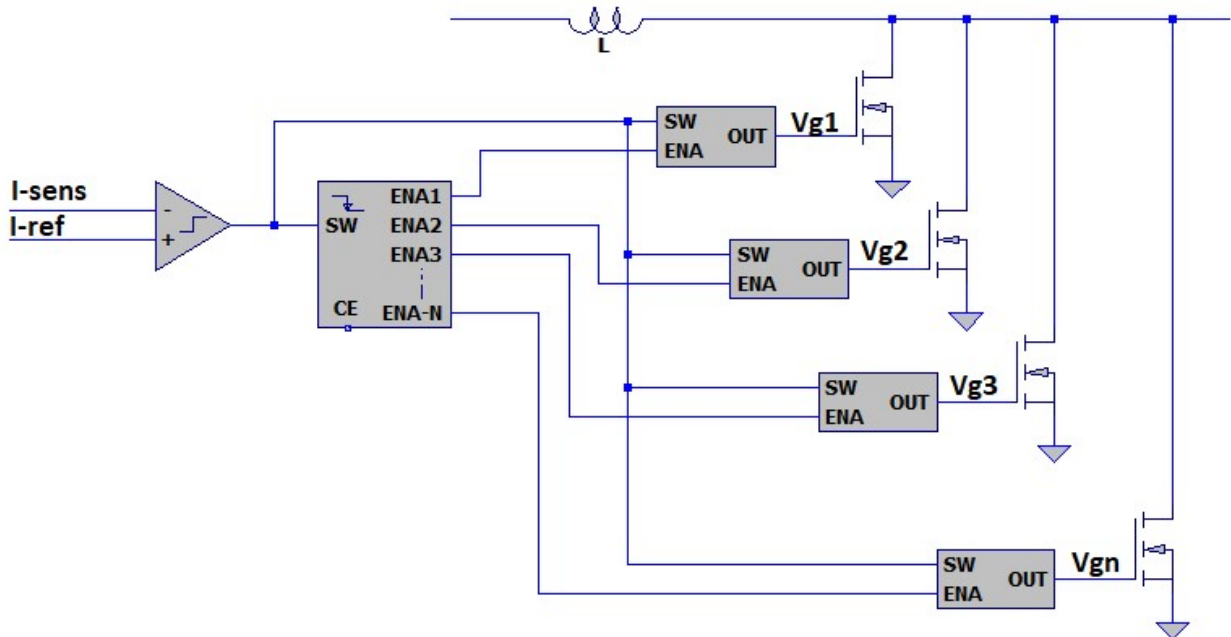 L
SW
ENA
OUT
Vg1
I-sens
I-ref
-
+
SW
CE
ENA1
ENA2
ENA3
ENA-N
SW
ENA
OUT
Vg2
SW
ENA
OUT
Vg3
SW
ENA
OUT
Vgn